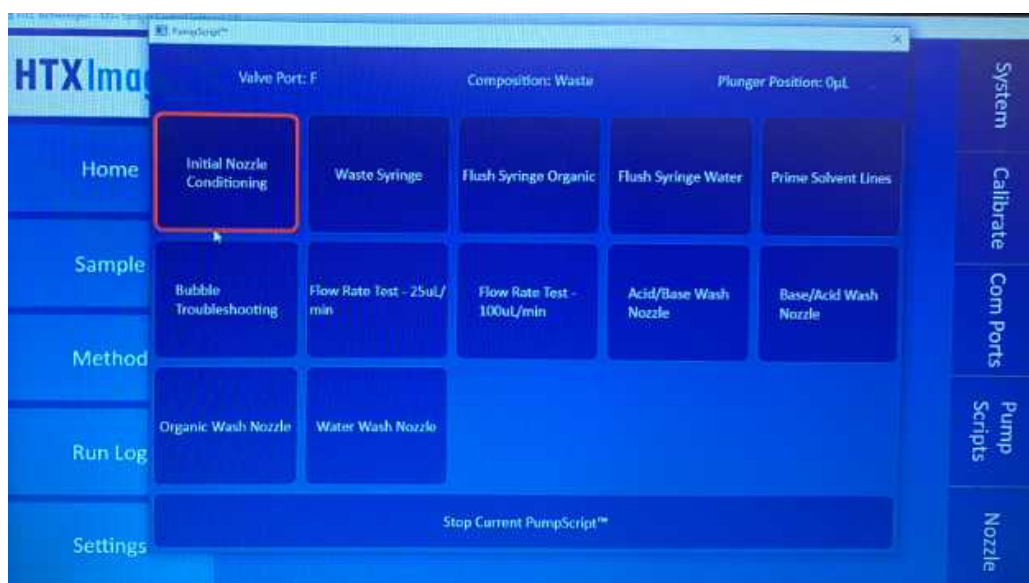 PumpScript™
HTXImag
Valve Port: F
Composition: Waste
Plunger Position: 0µL
Home
Sample
Method
Run Log
Settings
Initial Nozzle
Conditioning
Waste Syringe
Flush Syringe Organic
Flush Syringe Water
Prime Solvent Lines
Bubble
Troubleshooting
Flow Rate Test - 25uL/
min
Flow Rate Test -
100uL/min
Acid/Base Wash
Nozzle
Base/Acid Wash
Nozzle
Organic Wash Nozzle
Water Wash Nozzle
Stop Current PumpScript™
System
Calibrate
Com Ports
Pump
Scripts
Nozzle